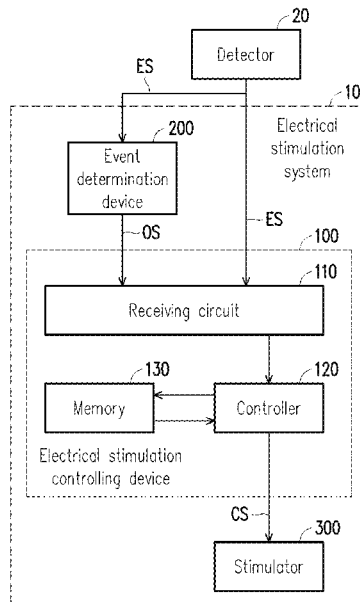 20
Detector
ES
10
200
Event
determination
device
Electrical
stimulation
system
OS
ES
100
110
Receiving circuit
130
120
Memory
Controller
Electrical stimulation
controlling device
CS
300
Stimulator